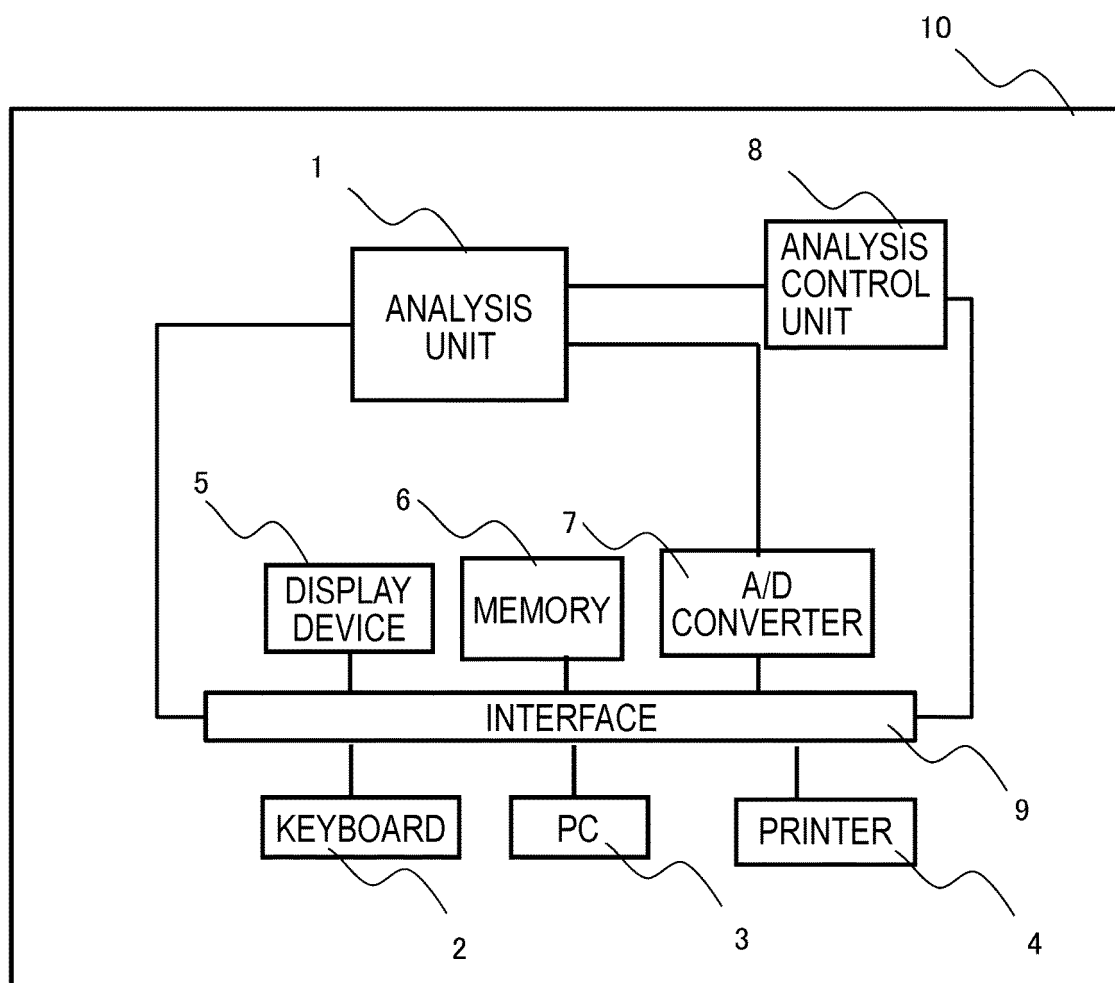 10
8
1
ANALYSIS
CONTROL
UNIT
ANALYSIS
UNIT
5
6
7
DISPLAY
DEVICE
MEMORY
A/D
CONVERTER
INTERFACE
9
KEYBOARD
PC
PRINTER
2
3
4